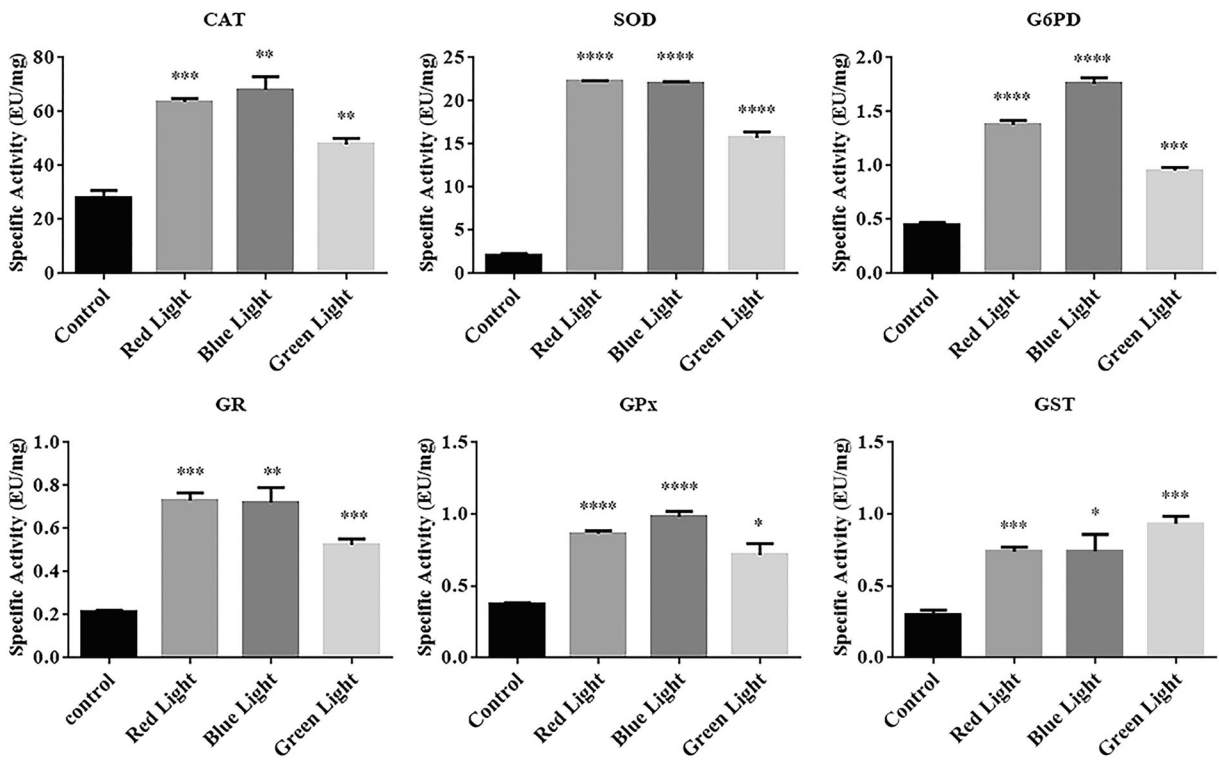 CAT
Specific Activity (EU/mg)
80
60
40
20
0
***
**
**
Control
Red Light
Blue Light
Green Light
SOD
Specific Activity (EU/mg)
25
20
15
10
5
0
****
****
****
Control
Red Light
Blue Light
Green Light
G6PD
Specific Activity (EU/mg)
2.0
1.5
1.0
0.5
0.0
****
****
***
Control
Red Light
Blue Light
Green Light
GR
Specific Activity (EU/mg)
1.0
0.8
0.6
0.4
0.2
0.0
***
**
***
control
Red Light
Blue Light
Green Light
GPx
Specific Activity (EU/mg)
1.5
1.0
0.5
0.0
****
****
*
Control
Red Light
Blue Light
Green Light
GST
Specific Activity (EU/mg)
1.5
1.0
0.5
0.0
***
*
***
Control
Red Light
Blue Light
Green Light